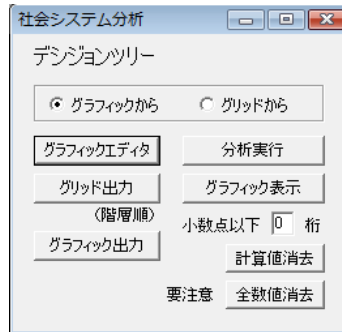 社会システム分析
デシジョンツリー
グラフィックから グリッドから
グラフィックエディタ 分析実行
グリッド出力 グラフィック表示
(階層順)
小数点以下 0 桁
グラフィック出力
計算値消去
要注意 全数値消去